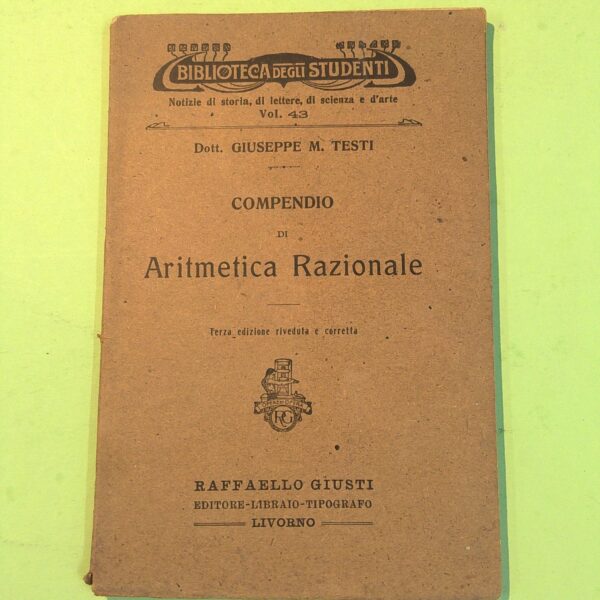 BIBLIOTECA DEGLI STUDENTI
Notizie di storia, di lettere, di scienza e d'arte
Vol. 43
Dott. GIUSEPPE M. TESTI
COMPENDIO
DI
Aritmetica Razionale
Terza edizione riveduta e corretta
RG
RAFFAELLO GIUSTI
EDITORE-LIBRAIO-TIPOGRAFO
LIVORNO